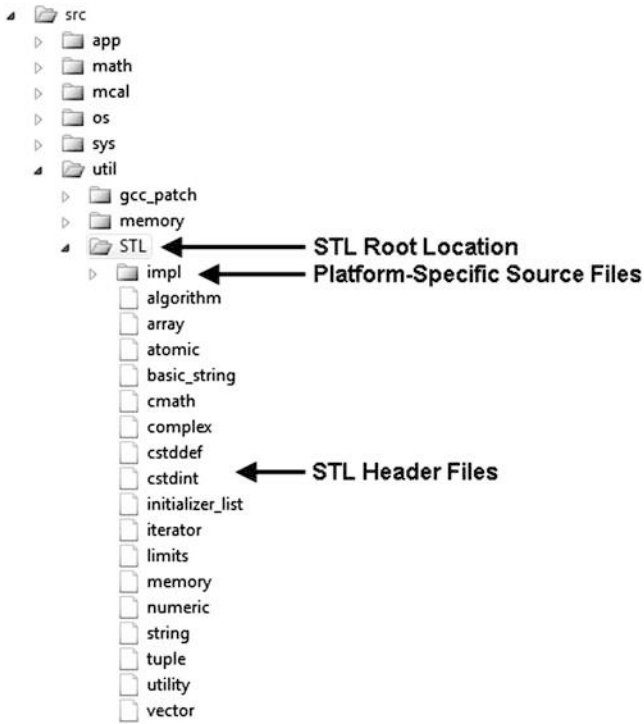 src
app
math
mcal
os
sys
util
gcc_patch
memory
STL STL Root Location
impl Platform-Specific Source Files
algorithm
array
atomic
basic_string
cmath
complex
cstddef
cstdint STL Header Files
initializer_list
iterator
limits
memory
numeric
string
tuple
utility
vector